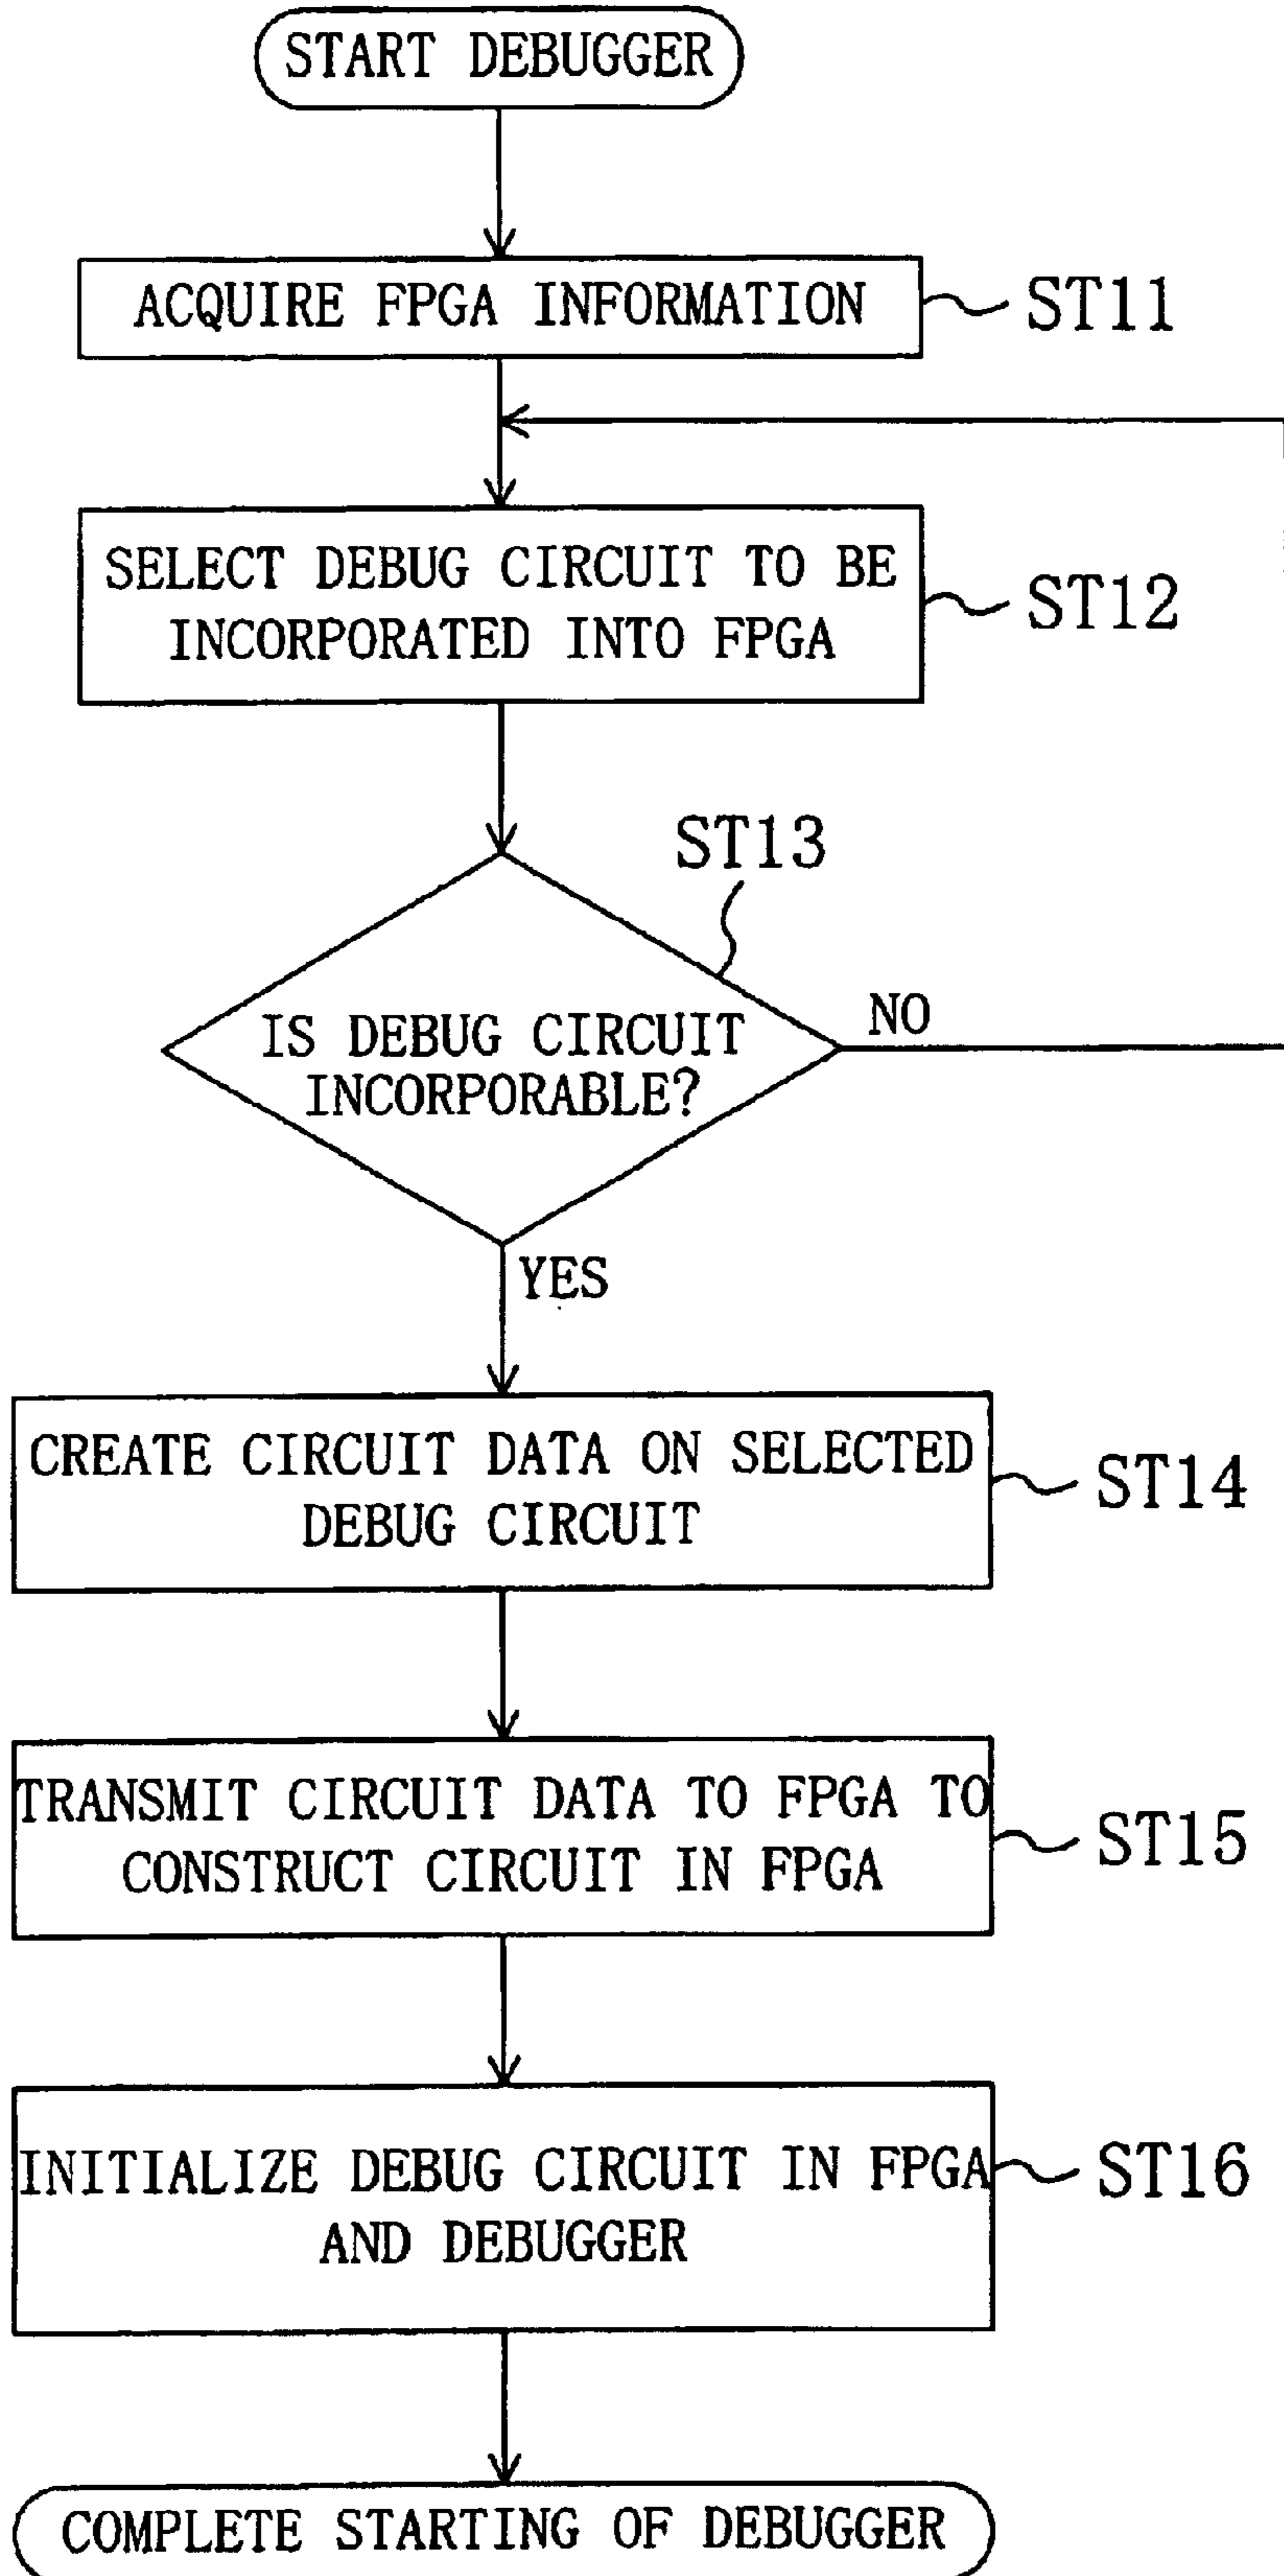 START DEBUGGER
ACQUIRE FPGA INFORMATION
ST11
SELECT DEBUG CIRCUIT TO BE
INCORPORATED INTO FPGA
ST12
ST13
IS DEBUG CIRCUIT
INCORPORABLE?
NO
YES
CREATE CIRCUIT DATA ON SELECTED
DEBUG CIRCUIT
ST14
TRANSMIT CIRCUIT DATA TO FPGA TO
CONSTRUCT CIRCUIT IN FPGA
ST15
INITIALIZE DEBUG CIRCUIT IN FPGA
AND DEBUGGER
ST16
COMPLETE STARTING OF DEBUGGER